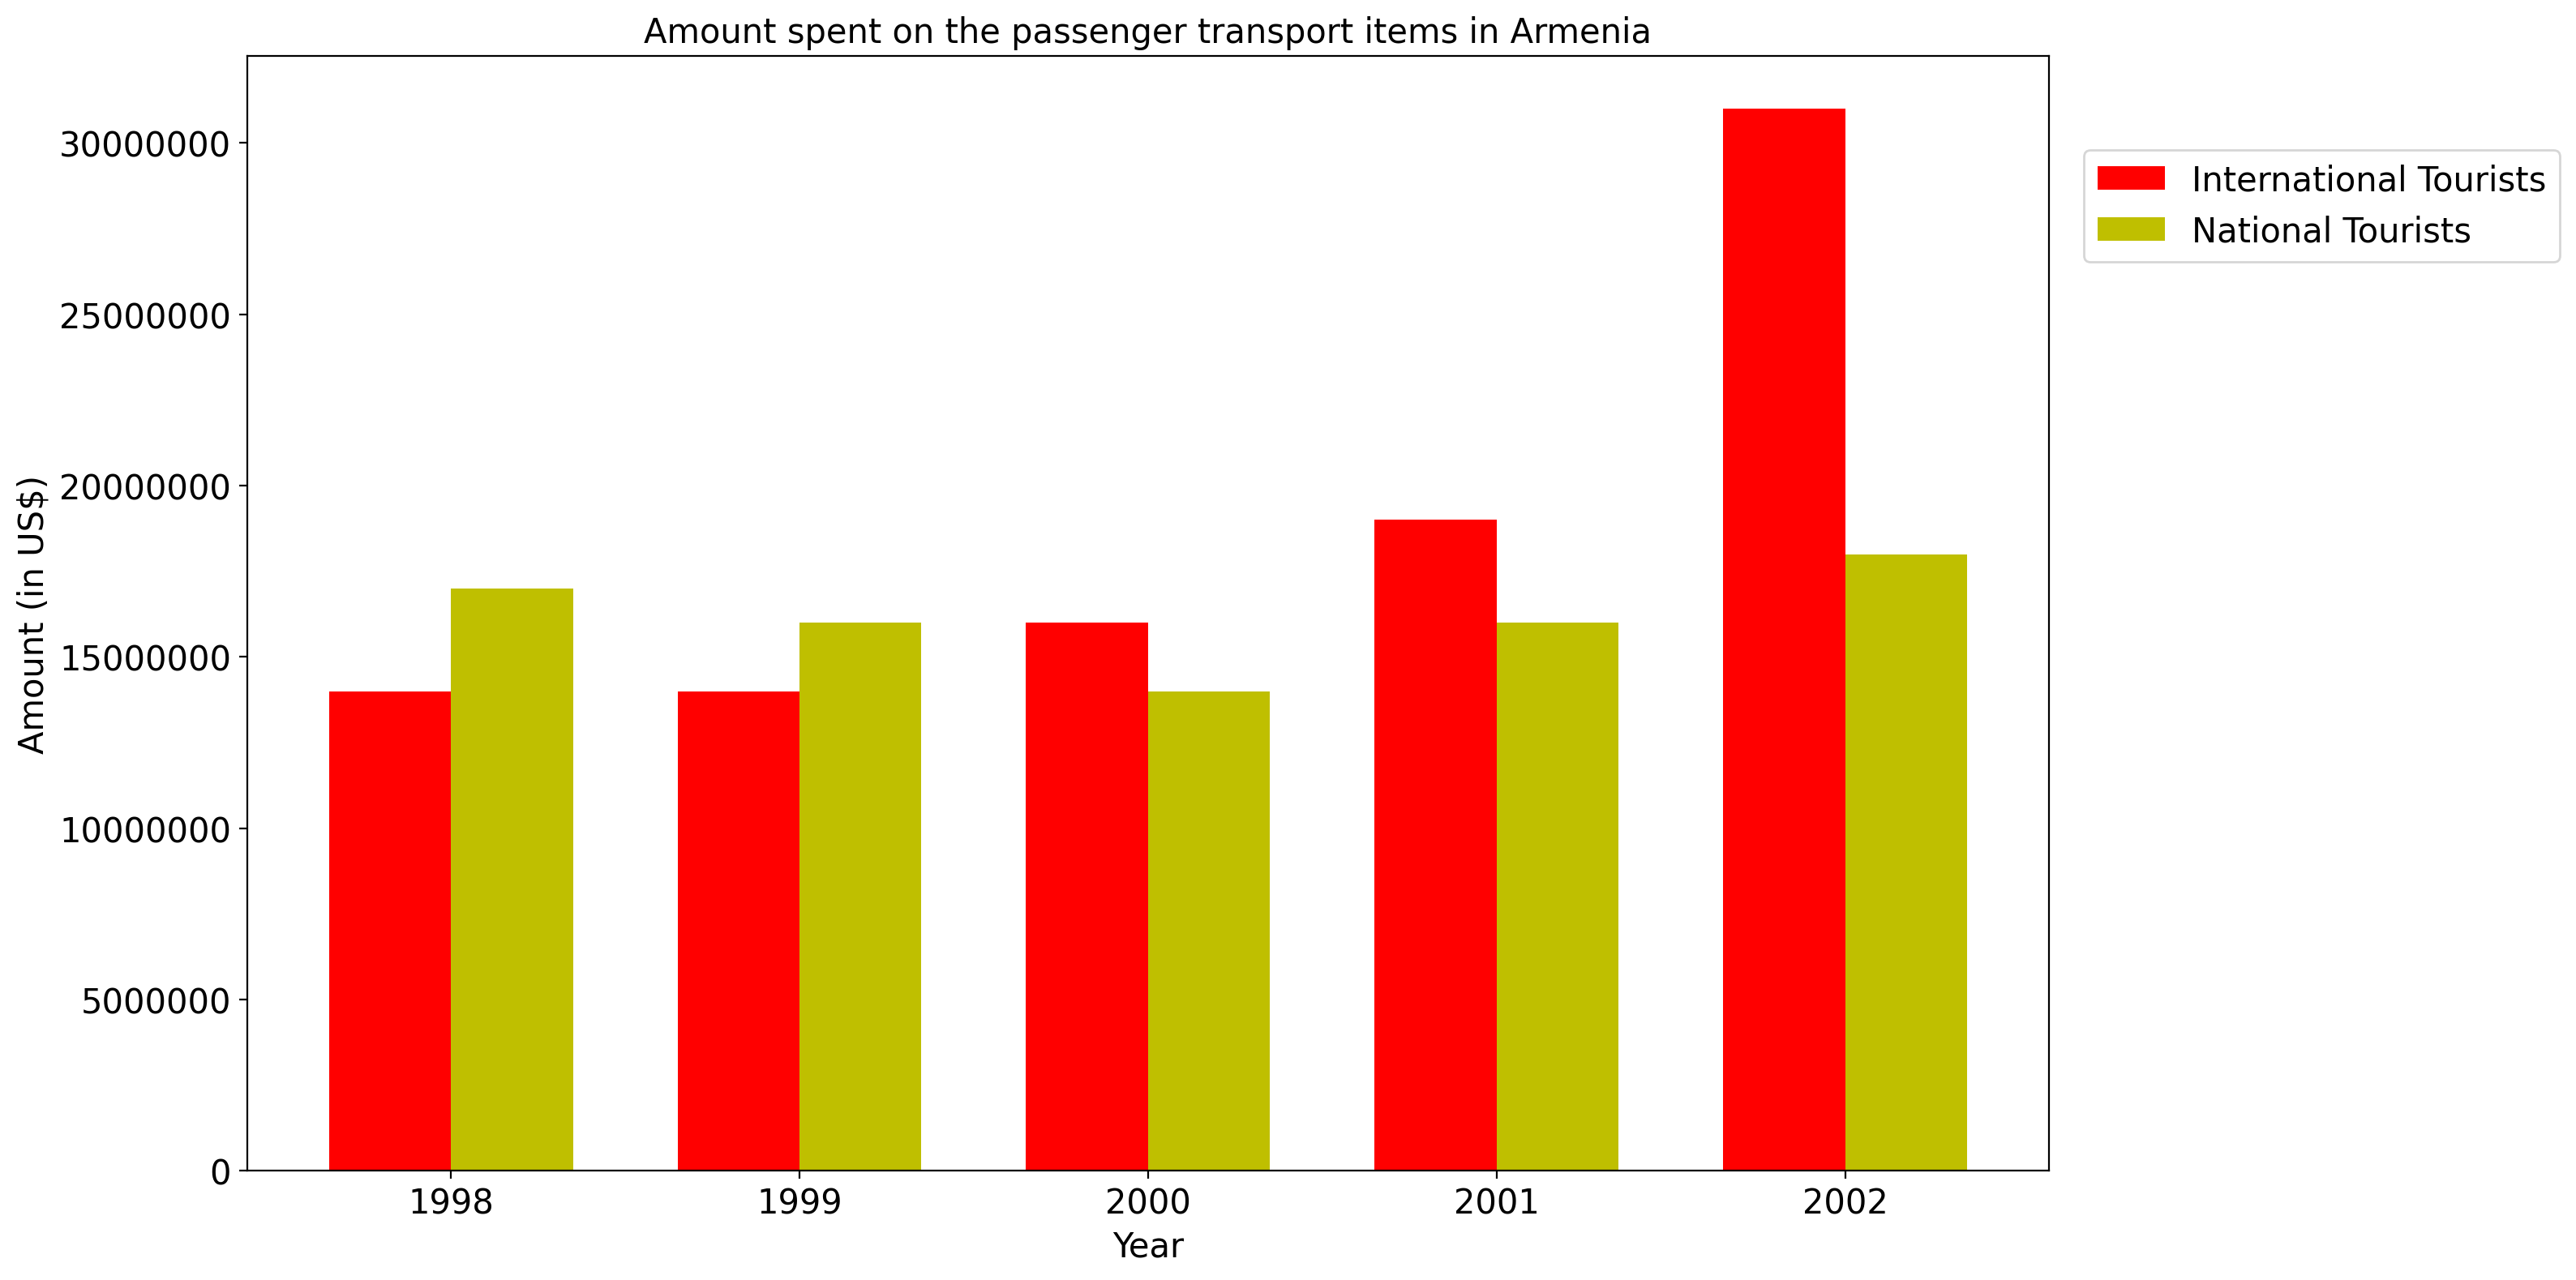 Amount spent on the passenger transport items in Armenia
Amount (in US$)
30000000
25000000
20000000
15000000
10000000
5000000
0
1998 1999 2000 2001 2002
Year
International Tourists
National Tourists